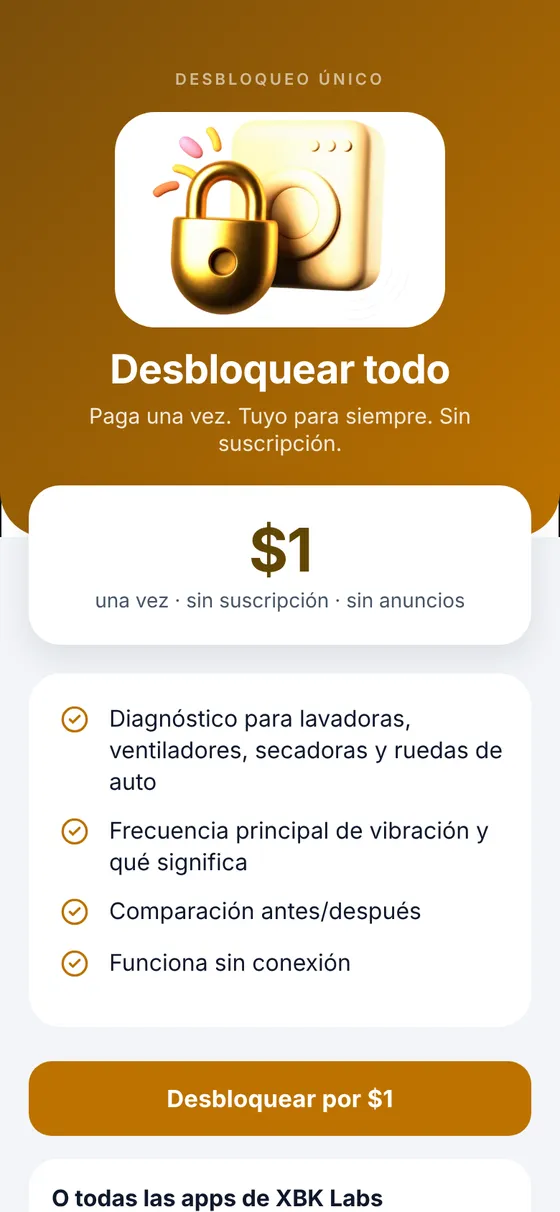 DESBLOQUEO ÚNICO
Desbloquear todo
Paga una vez. Tuyo para siempre. Sin
suscripción.
$1
una vez · sin suscripción · sin anuncios
Diagnóstico para lavadoras,
ventiladores, secadoras y ruedas de
auto
Frecuencia principal de vibración y
qué significa
Comparación antes/después
Funciona sin conexión
Desbloquear por $1
O todas las apps de XBK Labs